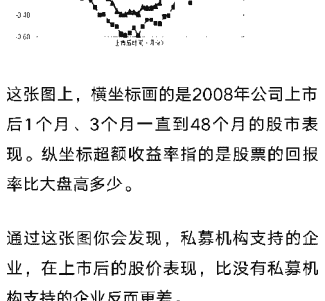 -0.40
-0.60
这张图上，横坐标画的是2008年公司上市
后1个月、3个月一直到48个月的股市表
现。纵坐标超额收益率指的是股票的回报
率比大盘高多少。
通过这张图你会发现，私募机构支持的企
业，在上市后的股价表现，比没有私募机
构支持的企业反而更差。